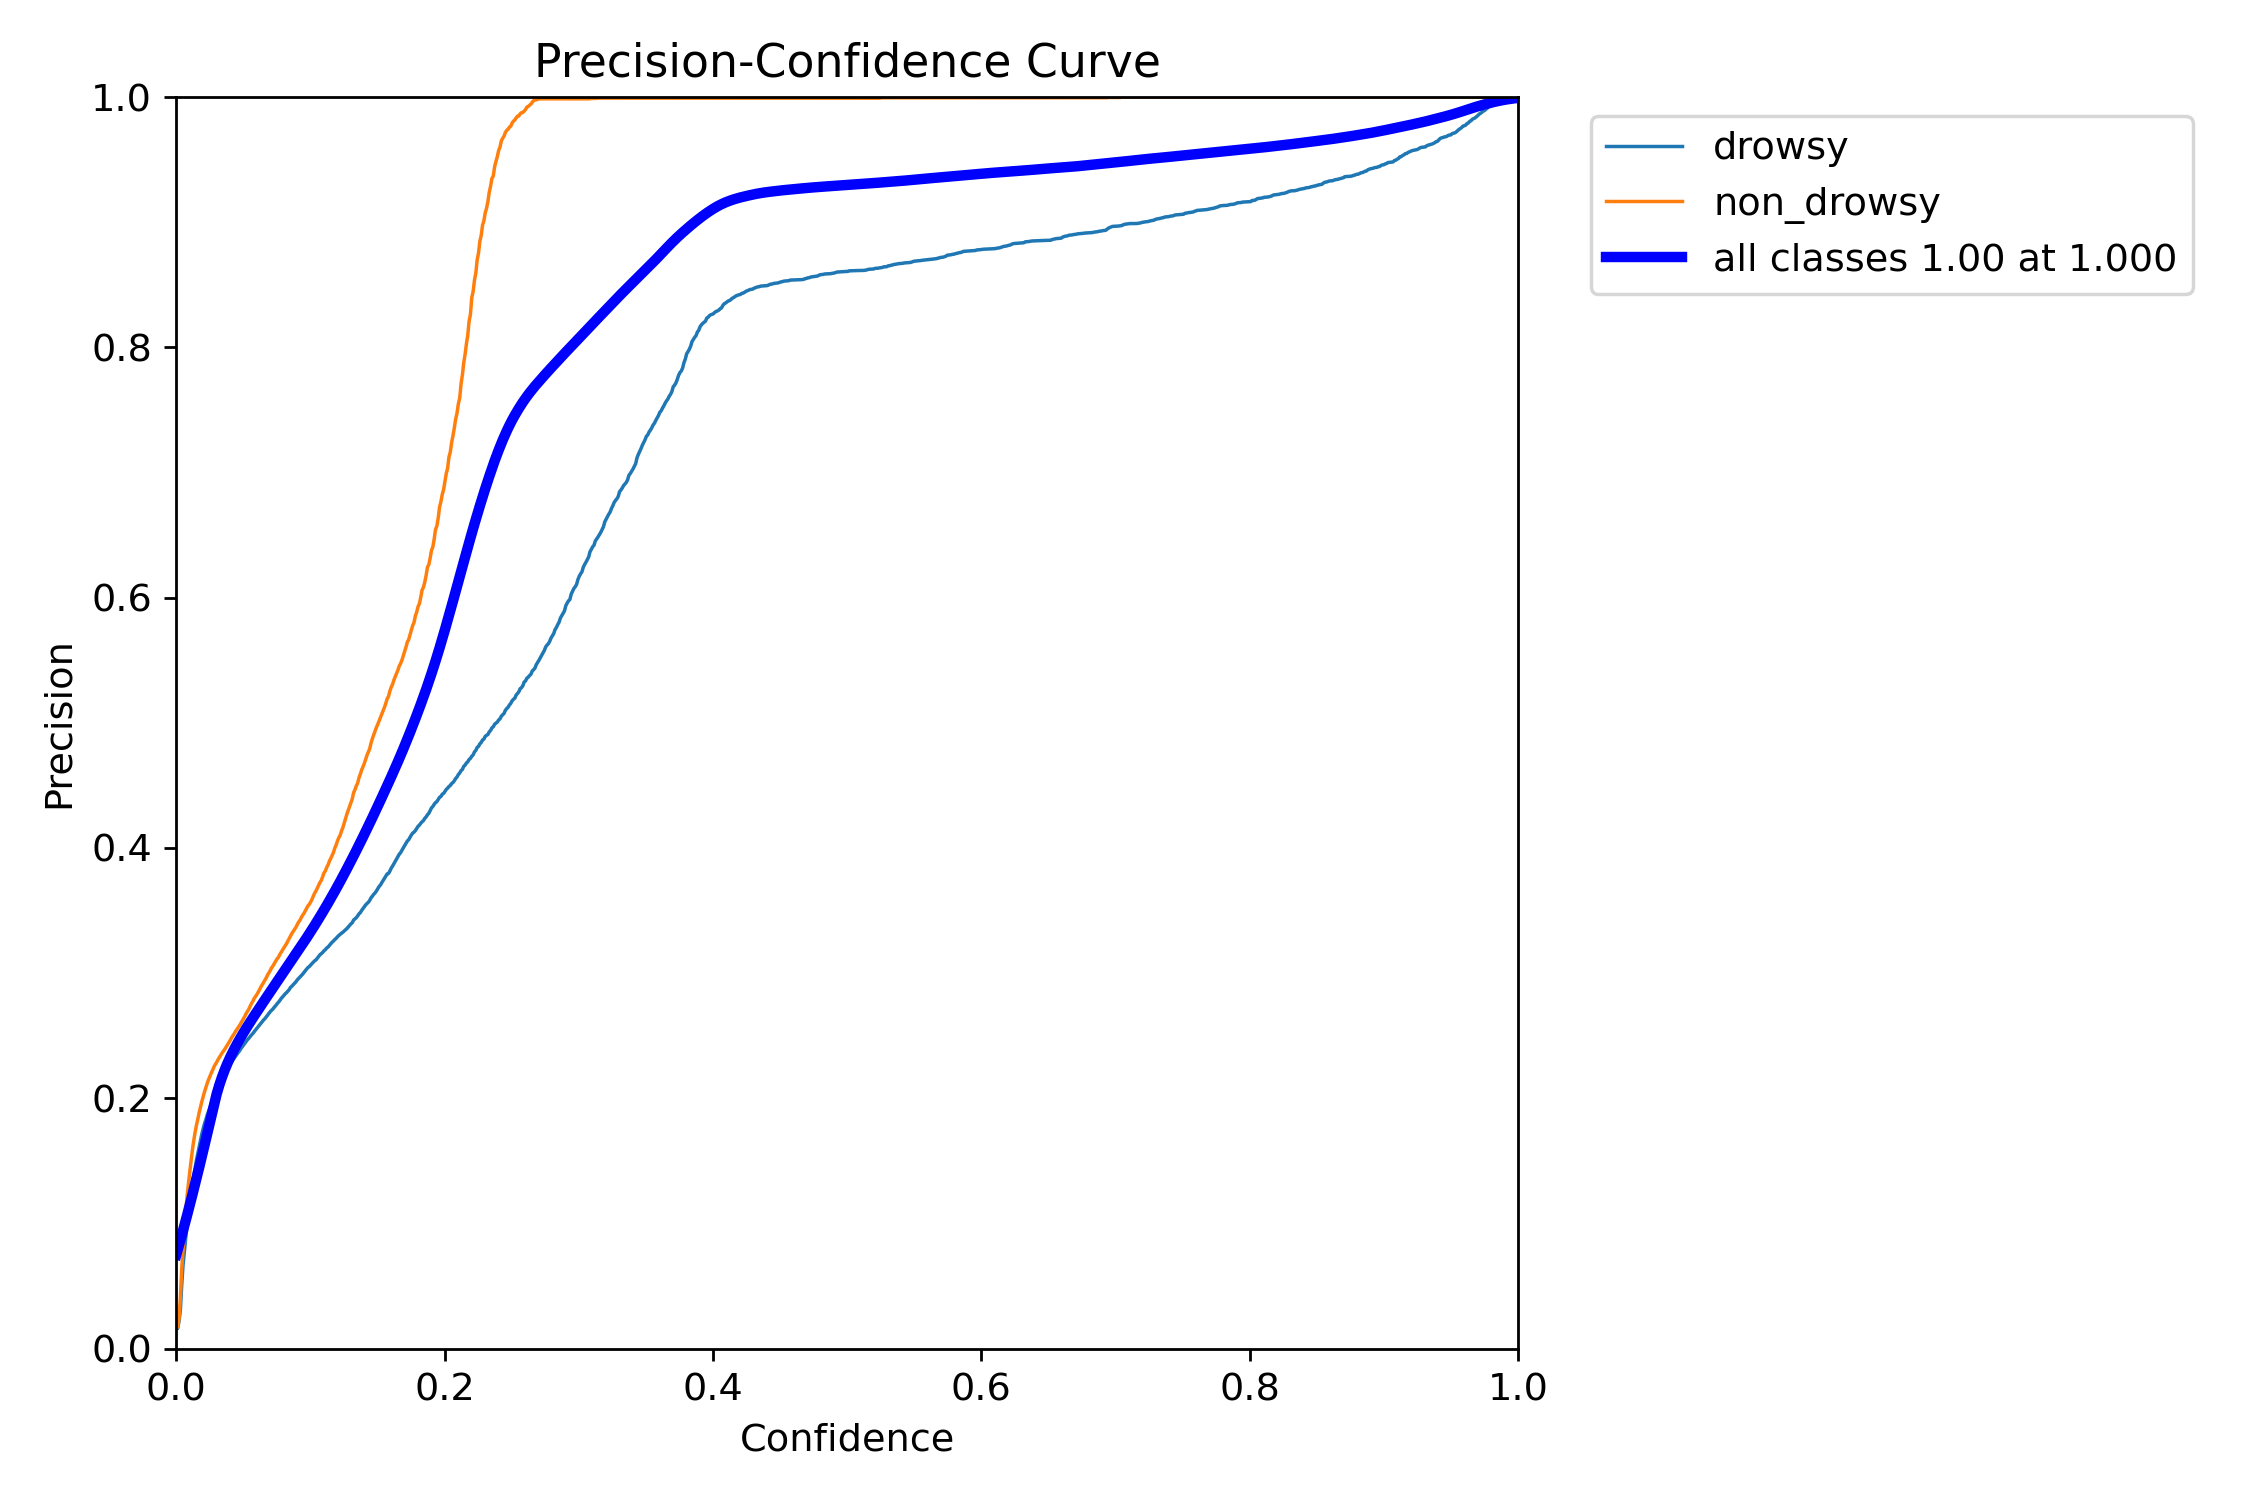 Precision-Confidence Curve
1.0
0.8
0.6
0.4
0.2
0.0
Precision
0.0 0.2 0.4 0.6 0.8 1.0
Confidence
drowsy
non_drowsy
all classes 1.00 at 1.000